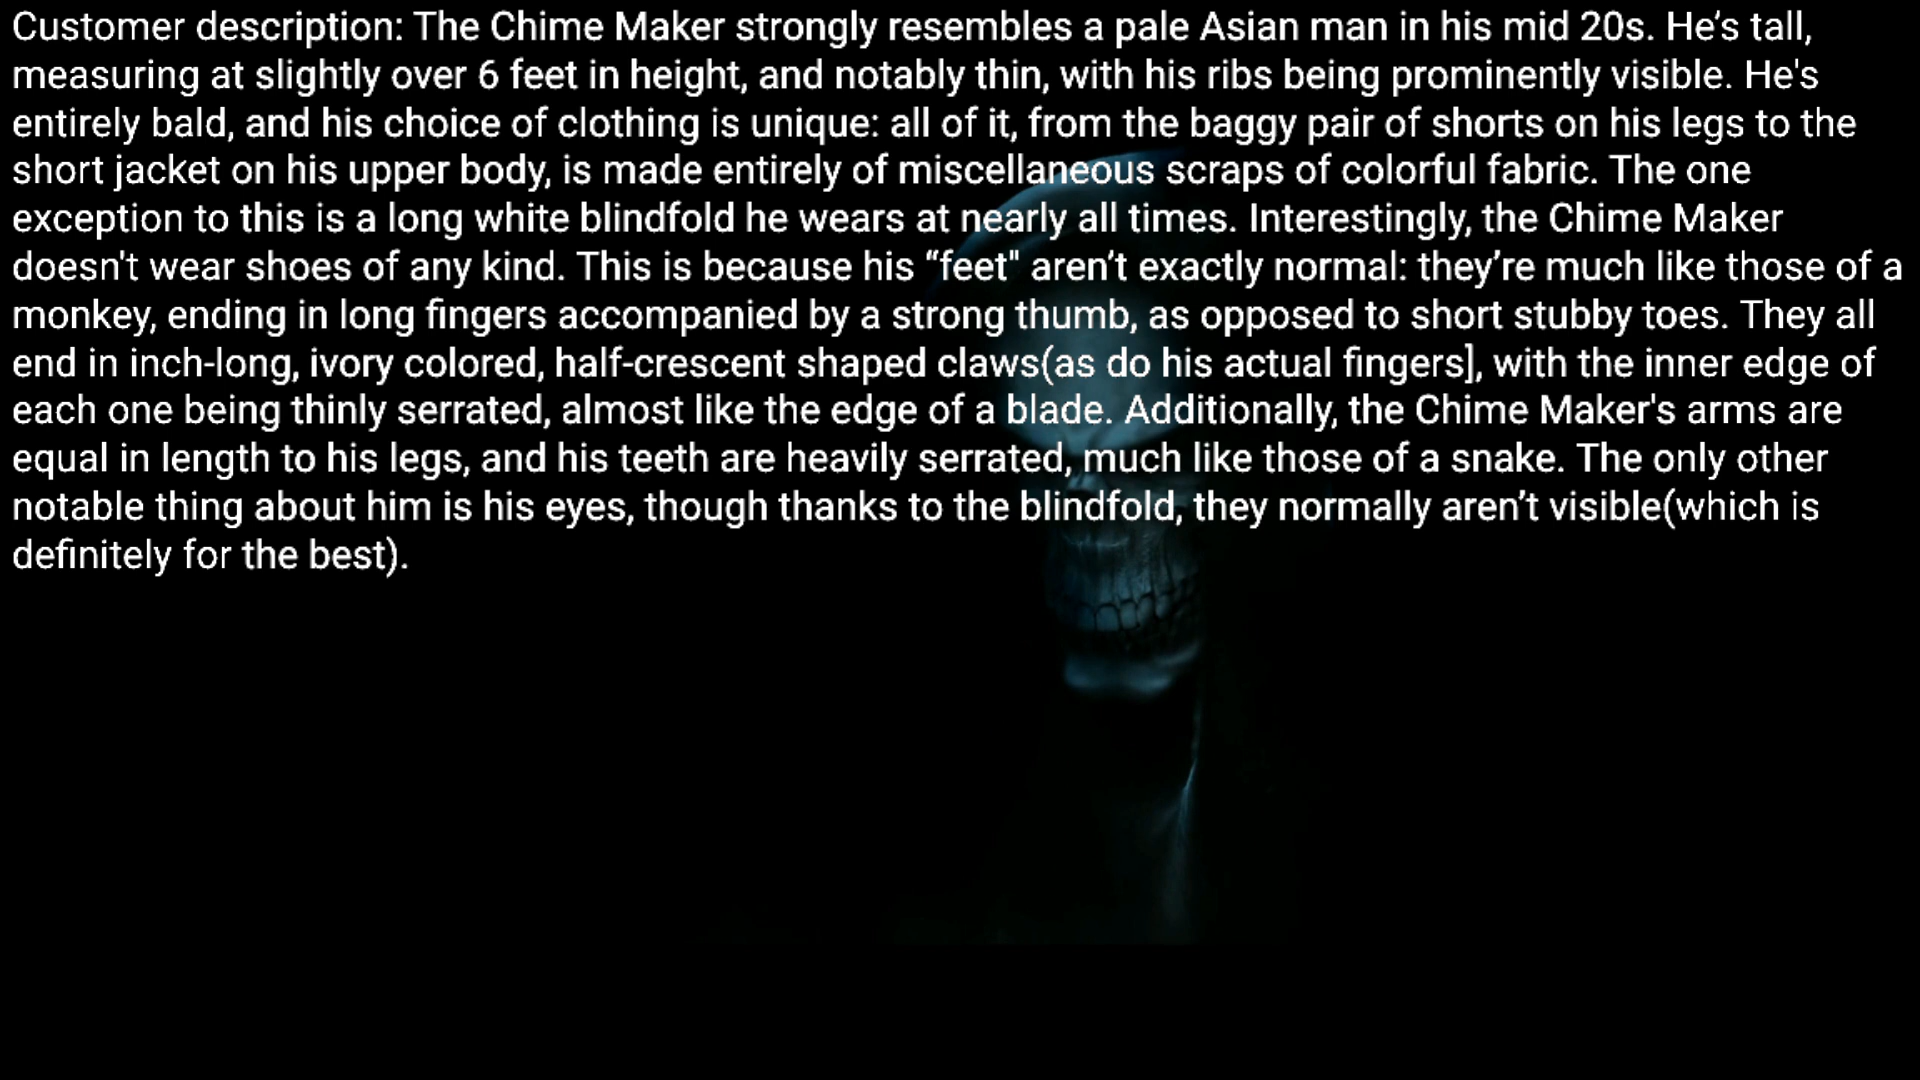 Customer description: The Chime Maker strongly resembles a pale Asian man in his mid 20s. He’s tall,
measuring at slightly over 6 feet in height, and notably thin, with his ribs being prominently visible. He's
entirely bald, and his choice of clothing is unique: all of it, from the baggy pair of shorts on his legs to the
short jacket on his upper body, is made entirely of miscellaneous scraps of colorful fabric. The one
exception to this is a long white blindfold he wears at nearly all times. Interestingly, the Chime Maker
doesn't wear shoes of any kind. This is because his “feet" aren’t exactly normal: they’re much like those of a
monkey, ending in long fingers accompanied by a strong thumb, as opposed to short stubby toes. They all
end in inch-long, ivory colored, half-crescent shaped claws(as do his actual fingers], with the inner edge of
each one being thinly serrated, almost like the edge of a blade. Additionally, the Chime Maker's arms are
equal in length to his legs, and his teeth are heavily serrated, much like those of a snake. The only other
notable thing about him is his eyes, though thanks to the blindfold, they normally aren’t visible(which is
definitely for the best).